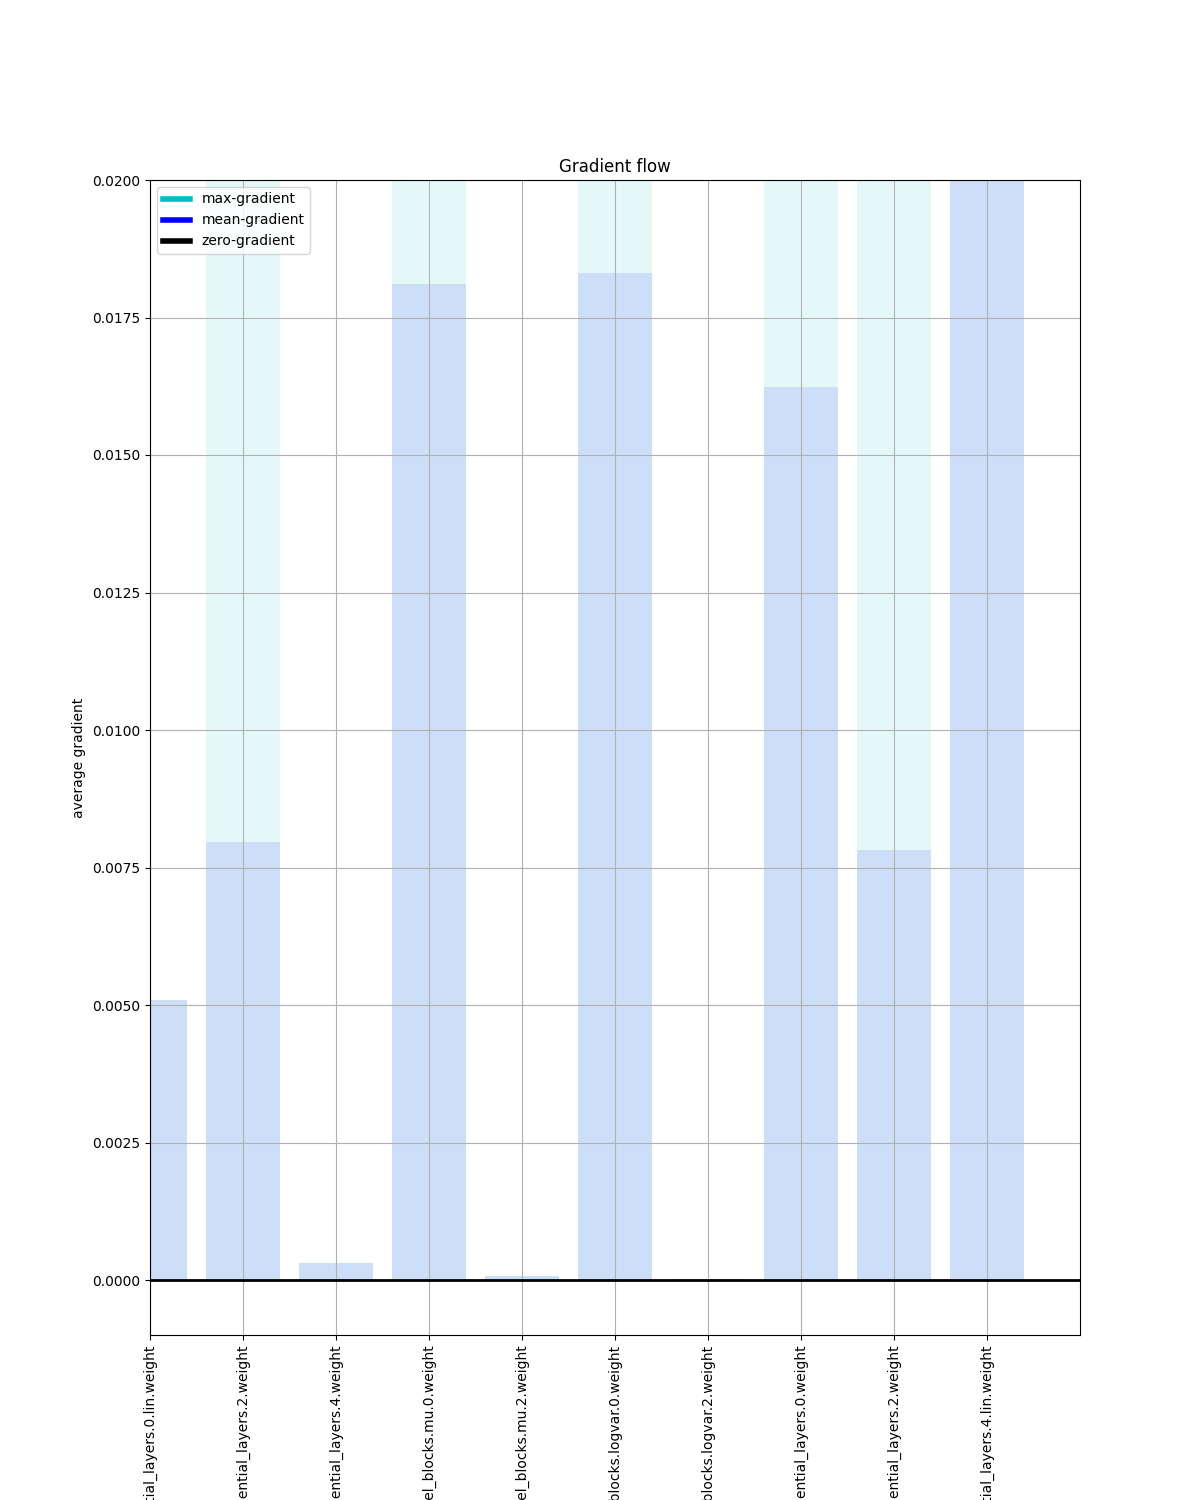 Gradient flow
max-gradient
mean-gradient
zero-gradient
0.0200
0.0175
0.0150
0.0125
0.0100
0.0075
0.0050
0.0025
0.0000
average gradient
tial_layers.0.lin.weight
ential_layers.2.weight
ential_layers.4.weight
el_blocks.mu.0.weight
el_blocks.mu.2.weight
blocks.logvar.0.weight
blocks.logvar.2.weight
ential_layers.0.weight
ential_layers.2.weight
tial_layers.4.lin.weight